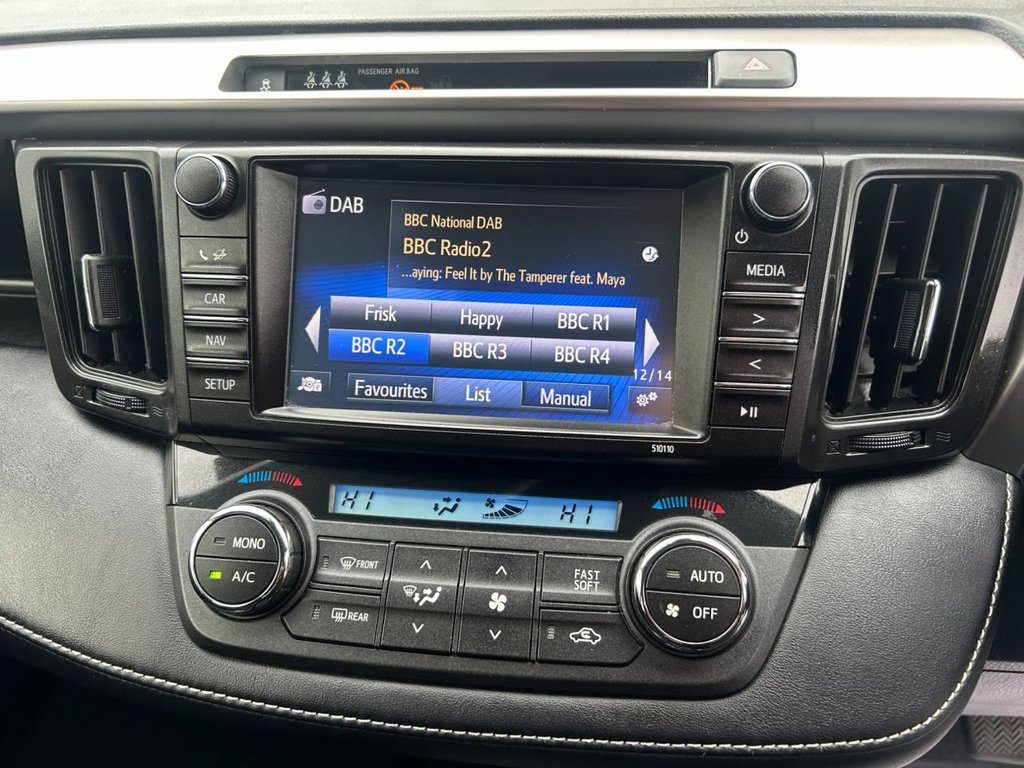 PASSENGER AIRBAG
DAB
BBC National DAB
BBC Radio2
...aying: Feel It by The Tamperer feat. Maya
Frisk Happy BBC R1
BBC R2 BBC R3 BBC R4
12/14
Favourites List Manual
CAR
NAV
SETUP
MEDIA
>
<
510110
HI HI
MONO
A/C
FRONT
REAR
FAST
SOFT
AUTO
OFF